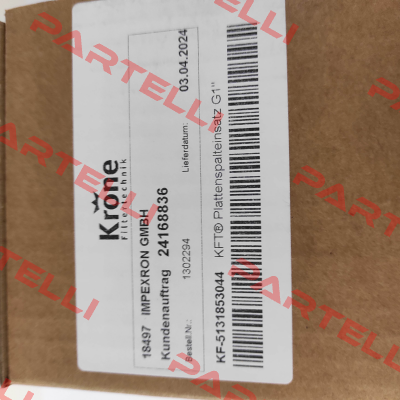 Krone
Filtertechnik
18497 IMPEXRON GMBH
Kundenauftrag 24168836
Bestell.Nr.: 1302294 Lieferdatum: 03.04.2024
KF-5131853044 KFT® Plattenspalteinsatz G1"
PARTELLI
PARTELLI
PARTELLI
PARTELLI
PARTELLI